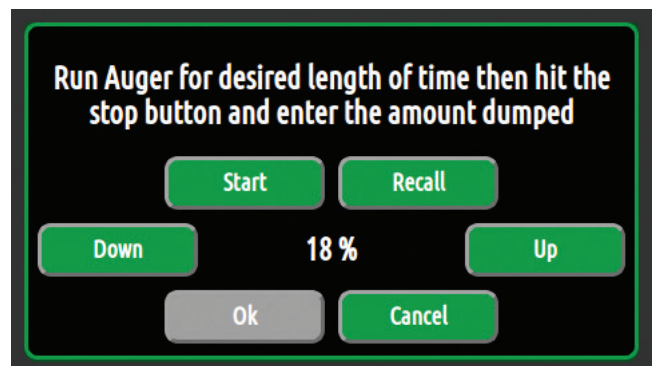 Run Auger for desired length of time then hit the
stop button and enter the amount dumped
Start Recall
Down 18 % Up
Ok Cancel